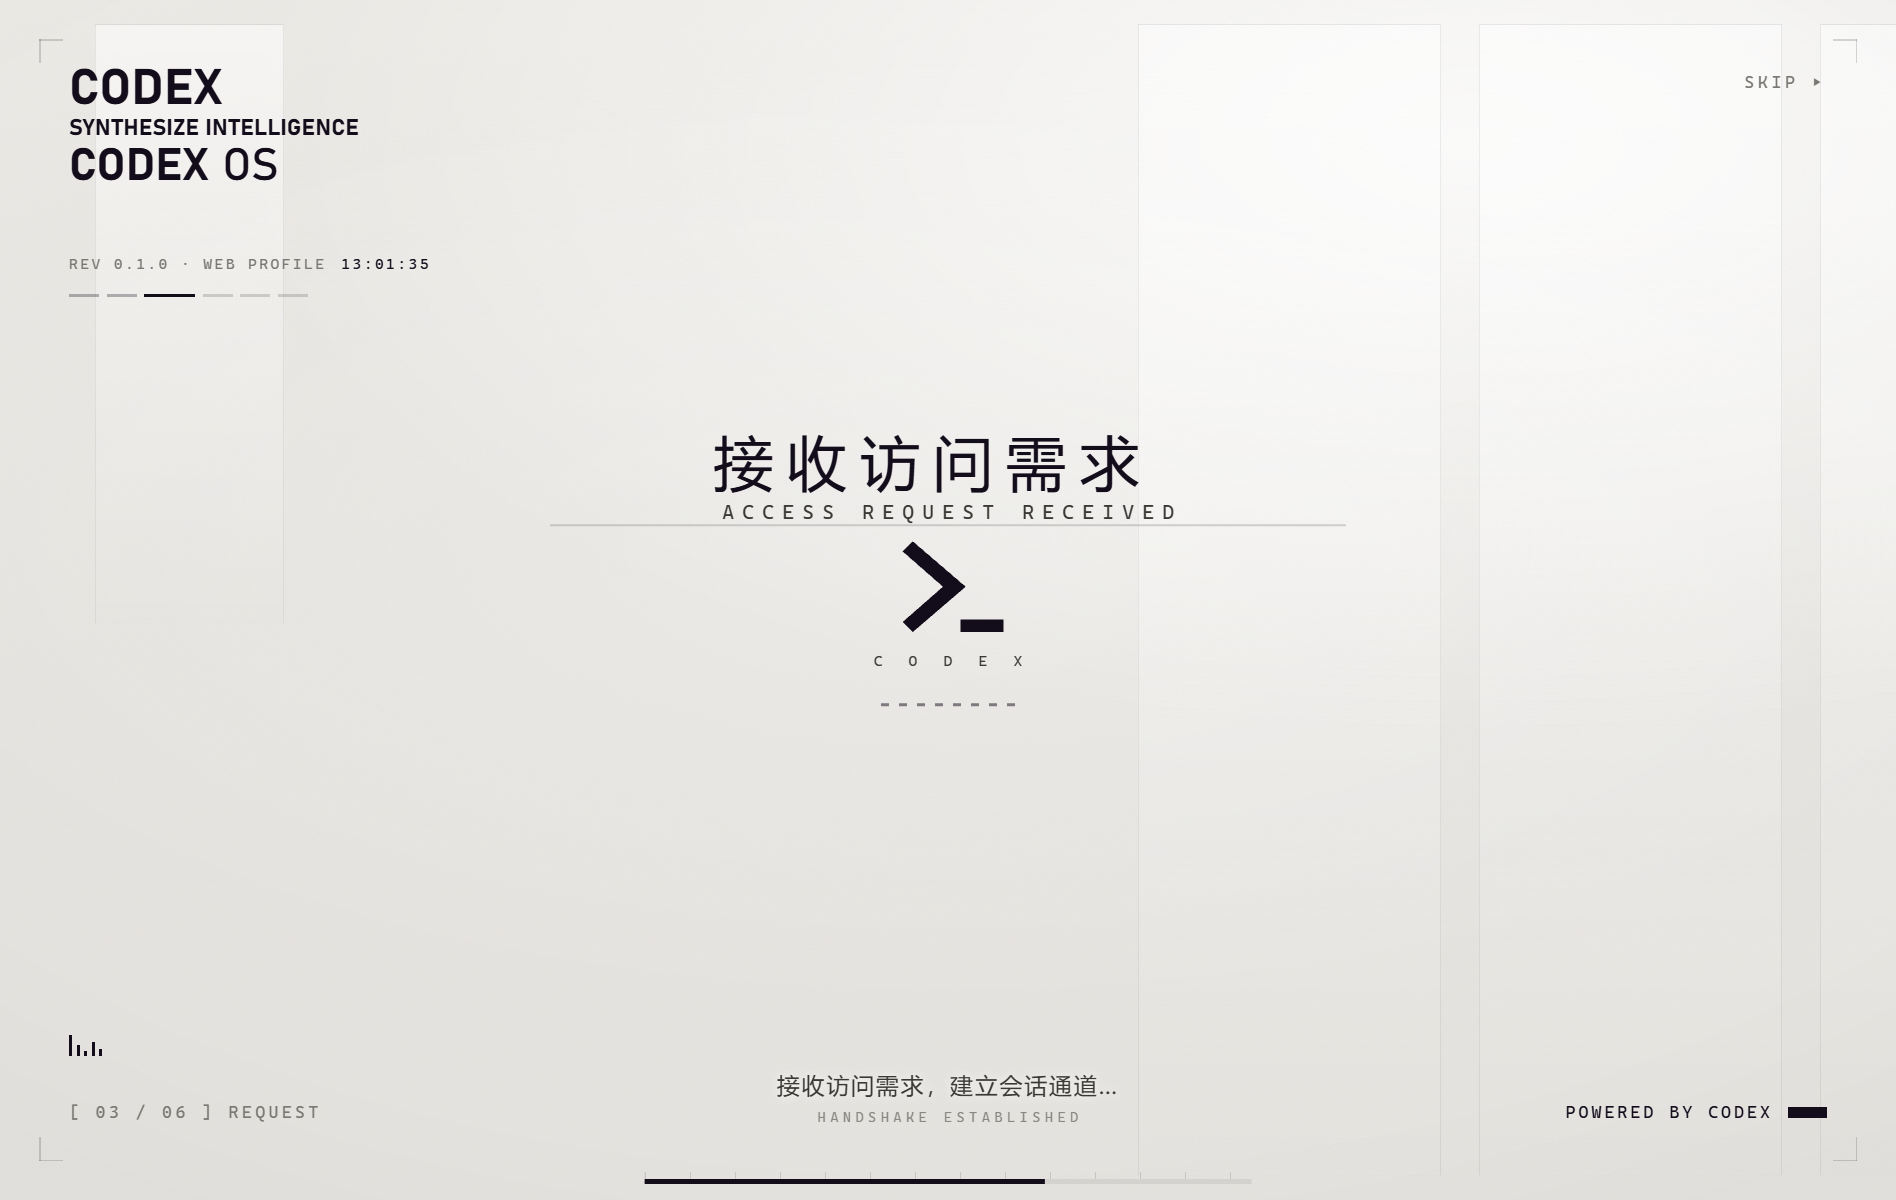 CODEX
SYNTHESIZE INTELLIGENCE
CODEX OS
SKIP ▸
REV 0.1.0 · WEB PROFILE 13:01:35
接收访问需求
ACCESS REQUEST RECEIVED
>_
CODEX
[ 03 / 06 ] REQUEST
接收访问需求，建立会话通道...
HANDSHAKE ESTABLISHED
POWERED BY CODEX